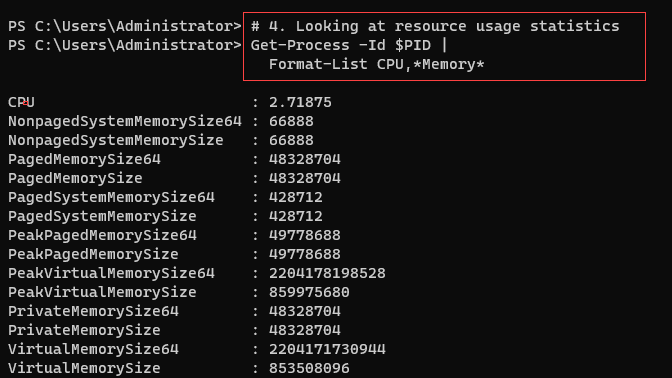 PS C:\Users\Administrator> # 4. Looking at resource usage statistics
PS C:\Users\Administrator> Get-Process -Id $PID |
  Format-List CPU,*Memory*
CPU                        : 2.71875
NonpagedSystemMemorySize64 : 66888
NonpagedSystemMemorySize   : 66888
PagedMemorySize64          : 48328704
PagedMemorySize            : 48328704
PagedSystemMemorySize64    : 428712
PagedSystemMemorySize      : 428712
PeakPagedMemorySize64      : 49778688
PeakPagedMemorySize        : 49778688
PeakVirtualMemorySize64    : 2204178198528
PeakVirtualMemorySize      : 859975680
PrivateMemorySize64        : 48328704
PrivateMemorySize          : 48328704
VirtualMemorySize64        : 2204171730944
VirtualMemorySize          : 853508096